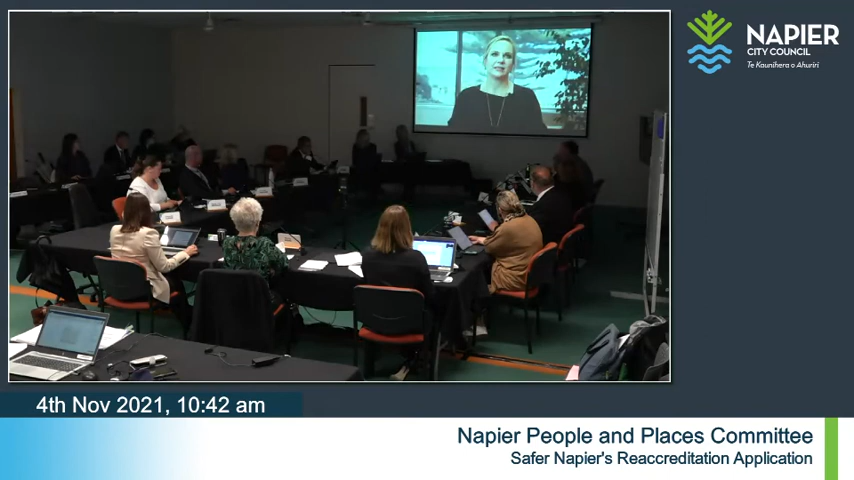 NAPIER
CITY COUNCIL
Te Kaunihera o Ahuriri
4th Nov 2021, 10:42 am
Napier People and Places Committee
Safer Napier's Reaccreditation Application